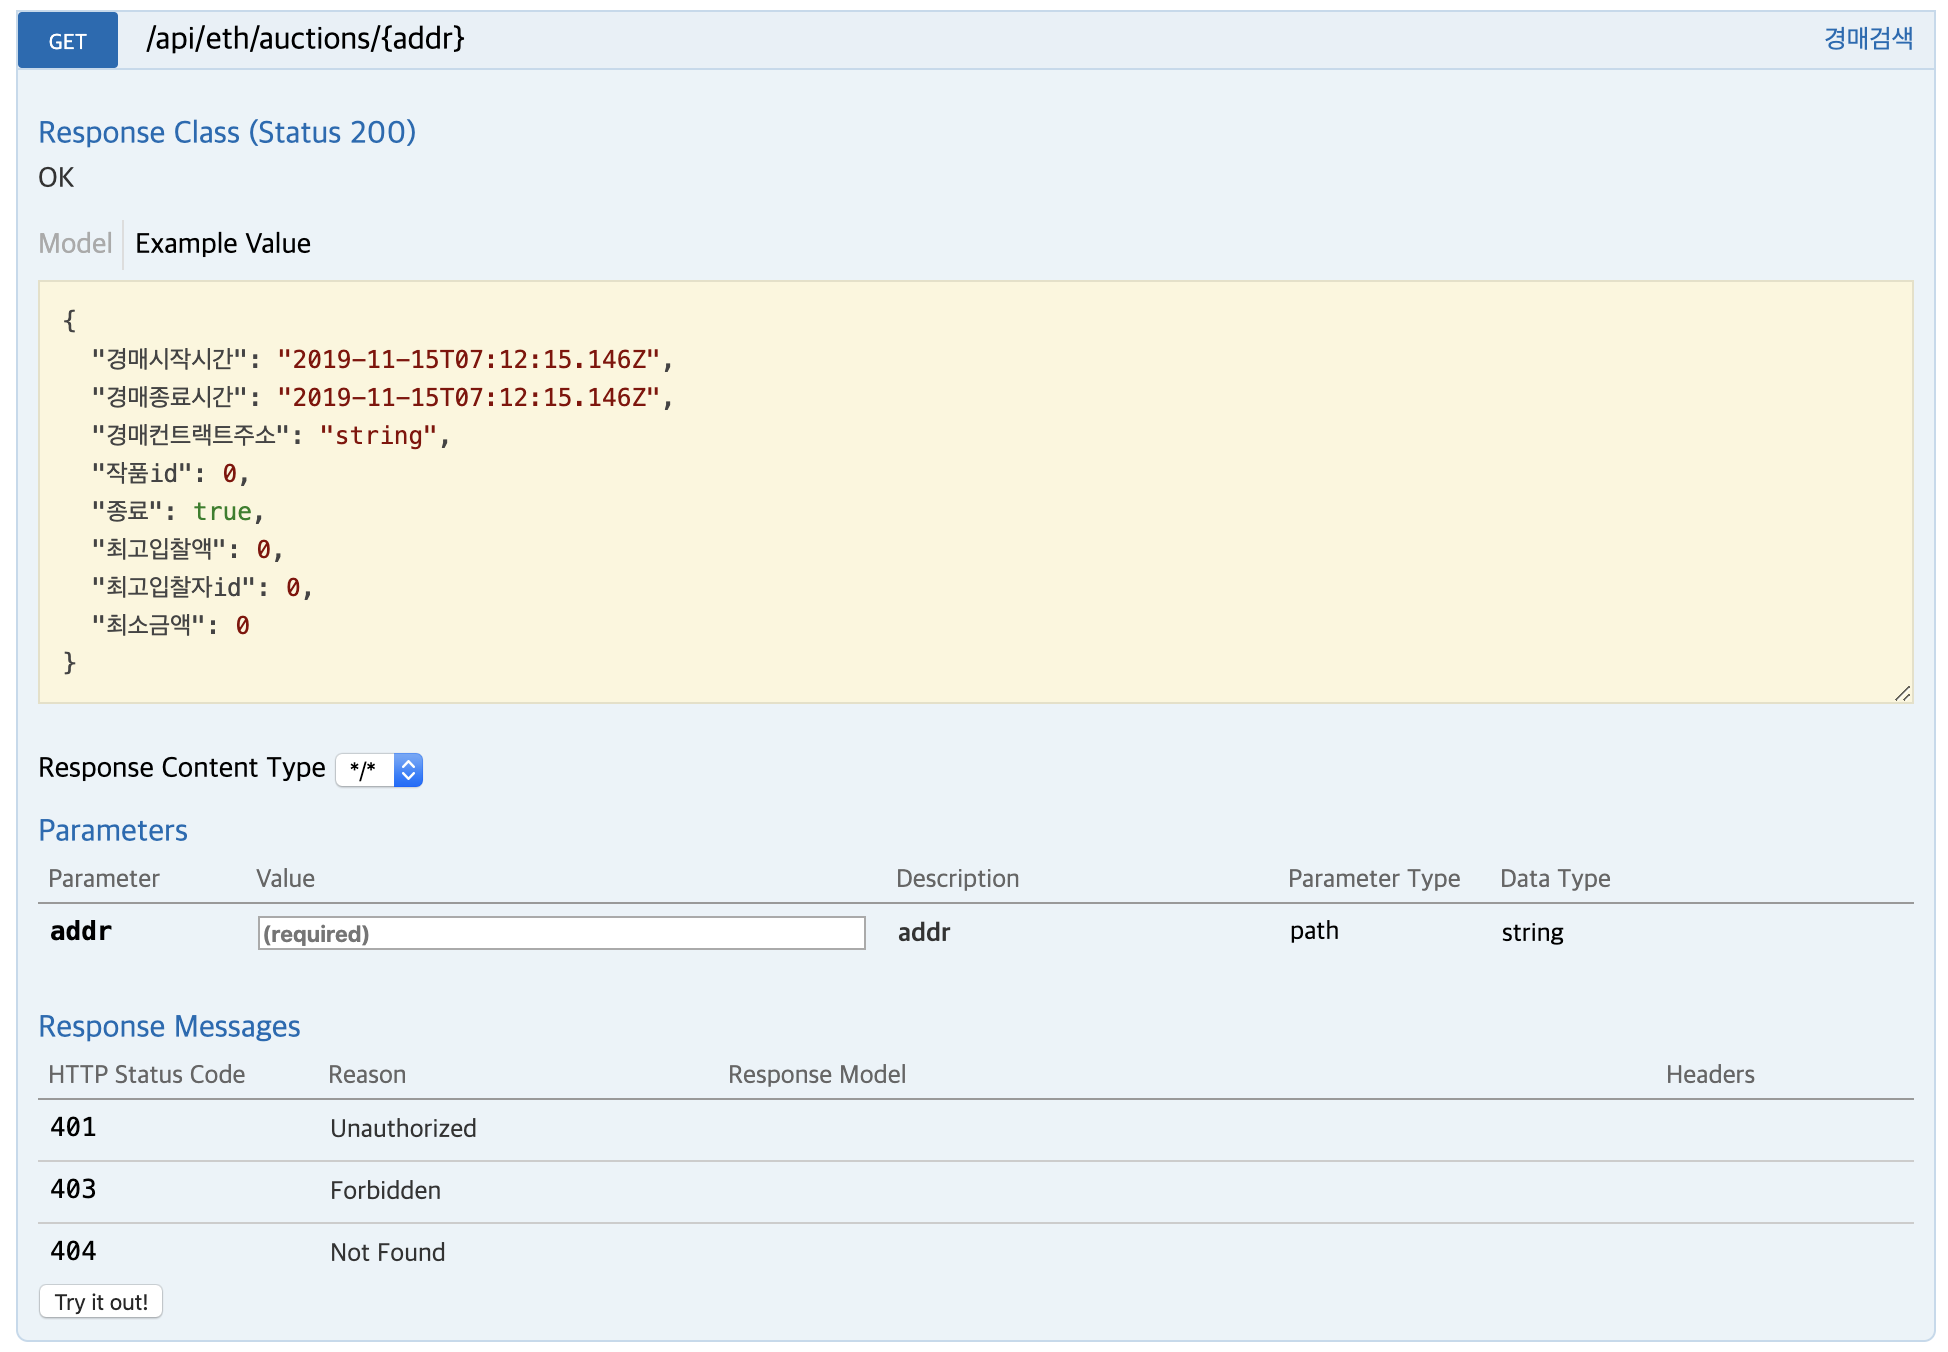 GET /api/eth/auctions/{addr} 경매검색
Response Class (Status 200)
OK
Model Example Value
{
"경매시작시간": "2019-11-15T07:12:15.146Z",
"경매종료시간": "2019-11-15T07:12:15.146Z",
"경매컨트랙트주소": "string",
"작품id": 0,
"종료": true,
"최고입찰액": 0,
"최고입찰자id": 0,
"최소금액": 0
}
Response Content Type */*
Parameters
Parameter Value Description Parameter Type Data Type
addr (required) addr path string
Response Messages
HTTP Status Code Reason Response Model Headers
401 Unauthorized
403 Forbidden
404 Not Found
Try it out!